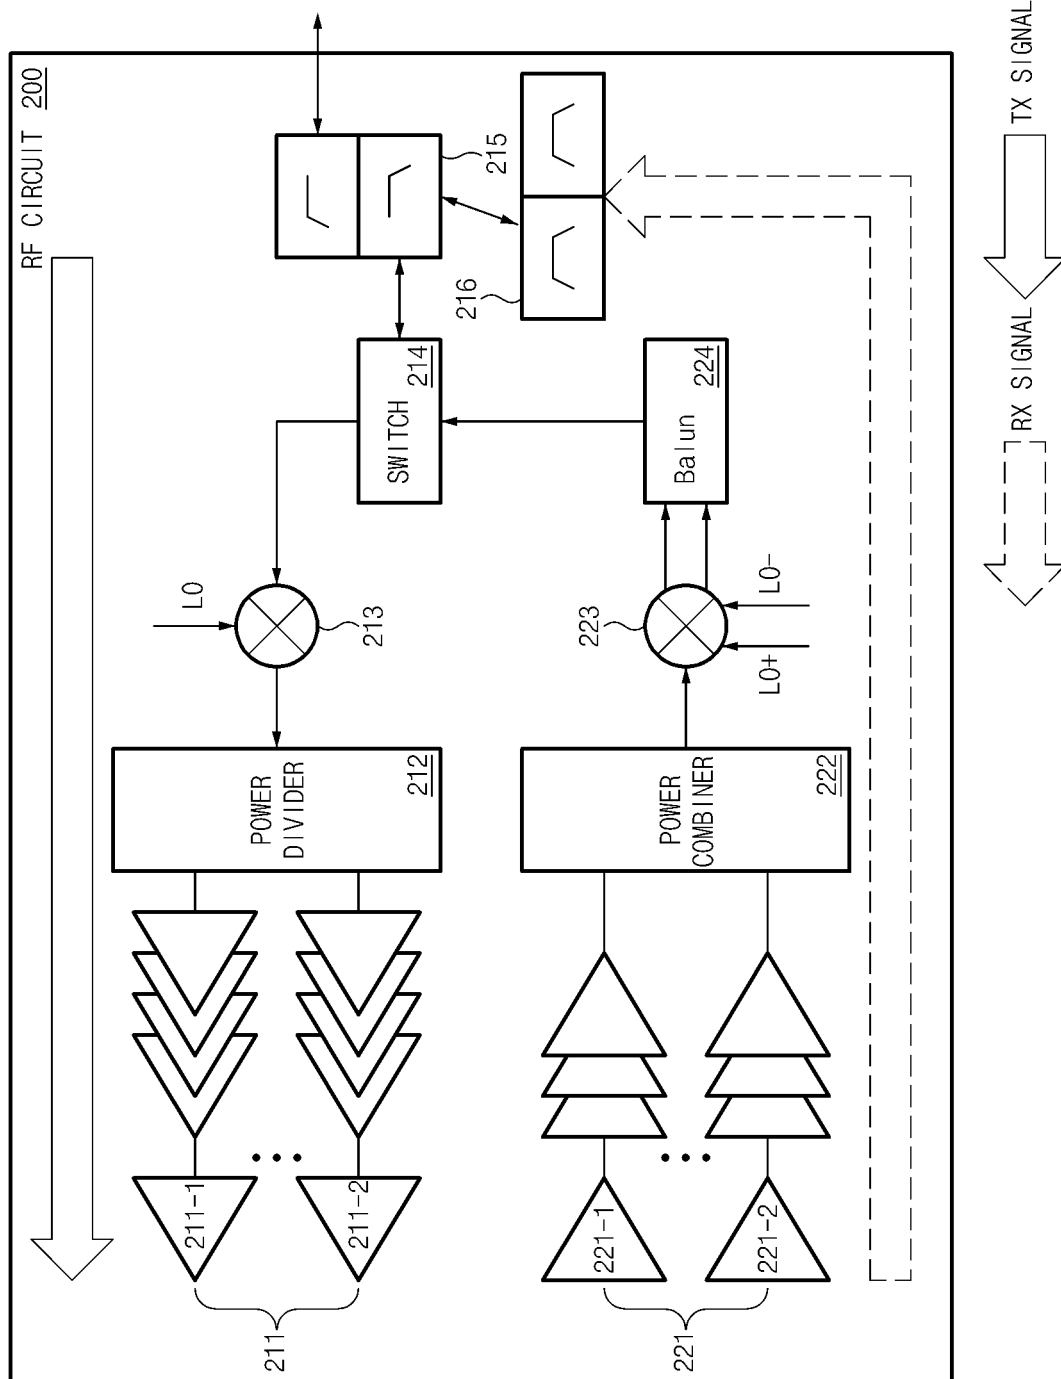 RF CIRCUIT 200
215
216
SWITCH 214
Balun 224
LO
213
223
LO-
LO+
POWER
DIVIDER
212
POWER
COMBINER
222
211-1
211-2
221-1
221-2
211
221
TX SIGNAL
RX SIGNAL